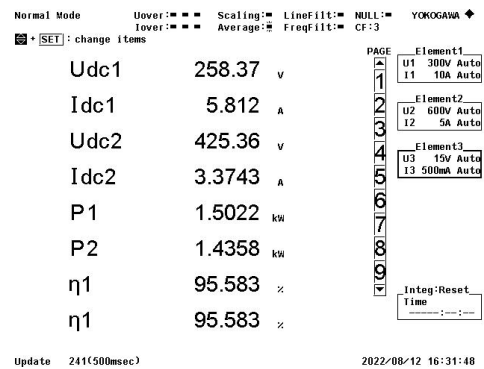 Normal Mode Uover:= = = Scaling:= LineFilt:= NULL:= YOKOGAWA ◆
Iover:= = = Average:= FreqFilt:= CF:3
+ SET : change items
PAGE
Udc1 258.37 V
Idc1 5.812 A
Udc2 425.36 V
Idc2 3.3743 A
P1 1.5022 kW
P2 1.4358 kW
η1 95.583 %
η1 95.583 %
▲
1
2
3
4
5
6
7
8
9
▼
Element1
U1 300V Auto
I1 10A Auto
Element2
U2 600V Auto
I2 5A Auto
Element3
U3 15V Auto
I3 500mA Auto
Integ:Reset
Time
-----:--:--
Update 241(500msec) 2022/08/12 16:31:48